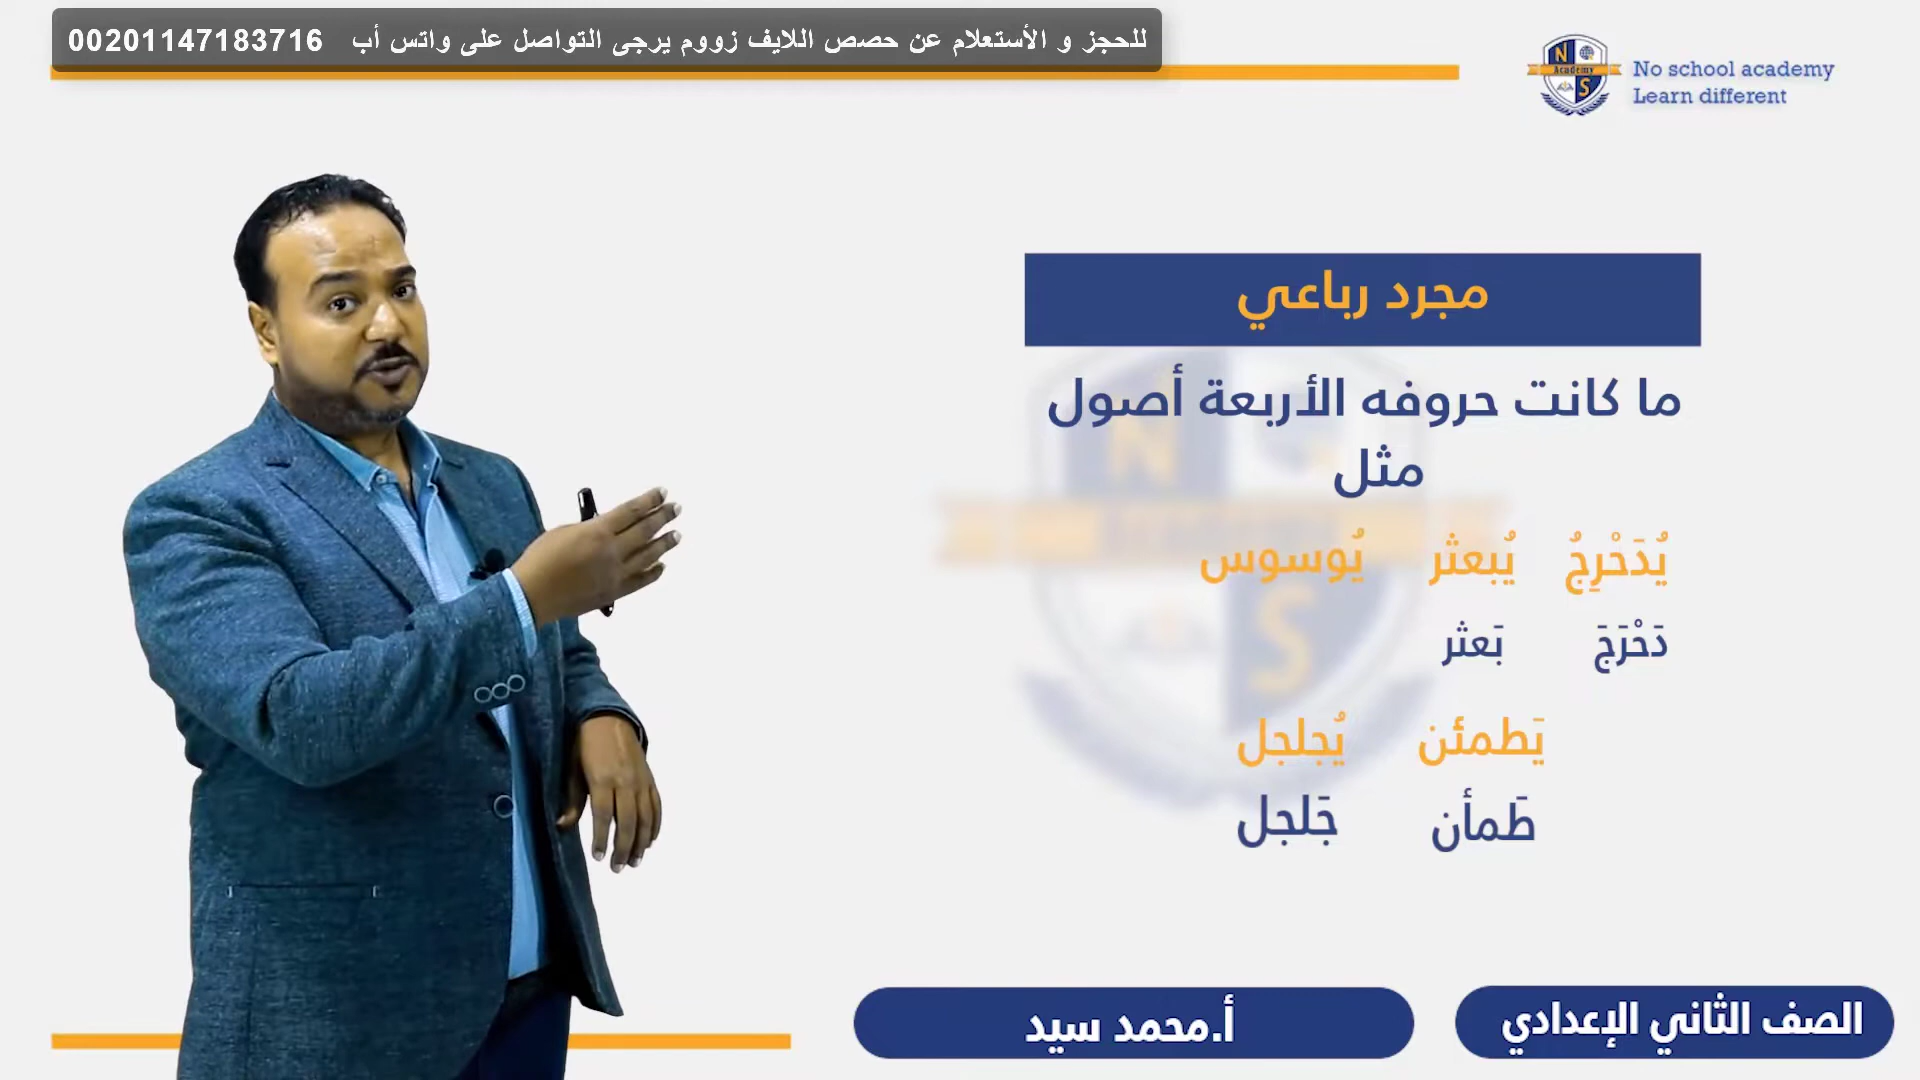 للحجز و الأستعلام عن حصص اللايف زووم يرجى التواصل على واتس أب 00201147183716
No school academy
Learn different
N
Academy
S
مجرد رباعي
ما كانت حروفه الأربعة أصول
مثل
يُدَحْرِجُ يُبعثر يُوسوس
دَحْرَجَ بَعثر
يَطمئن يُجلجل
طَمأن جَلجل
أ.محمد سيد
الصف الثاني الإعدادي